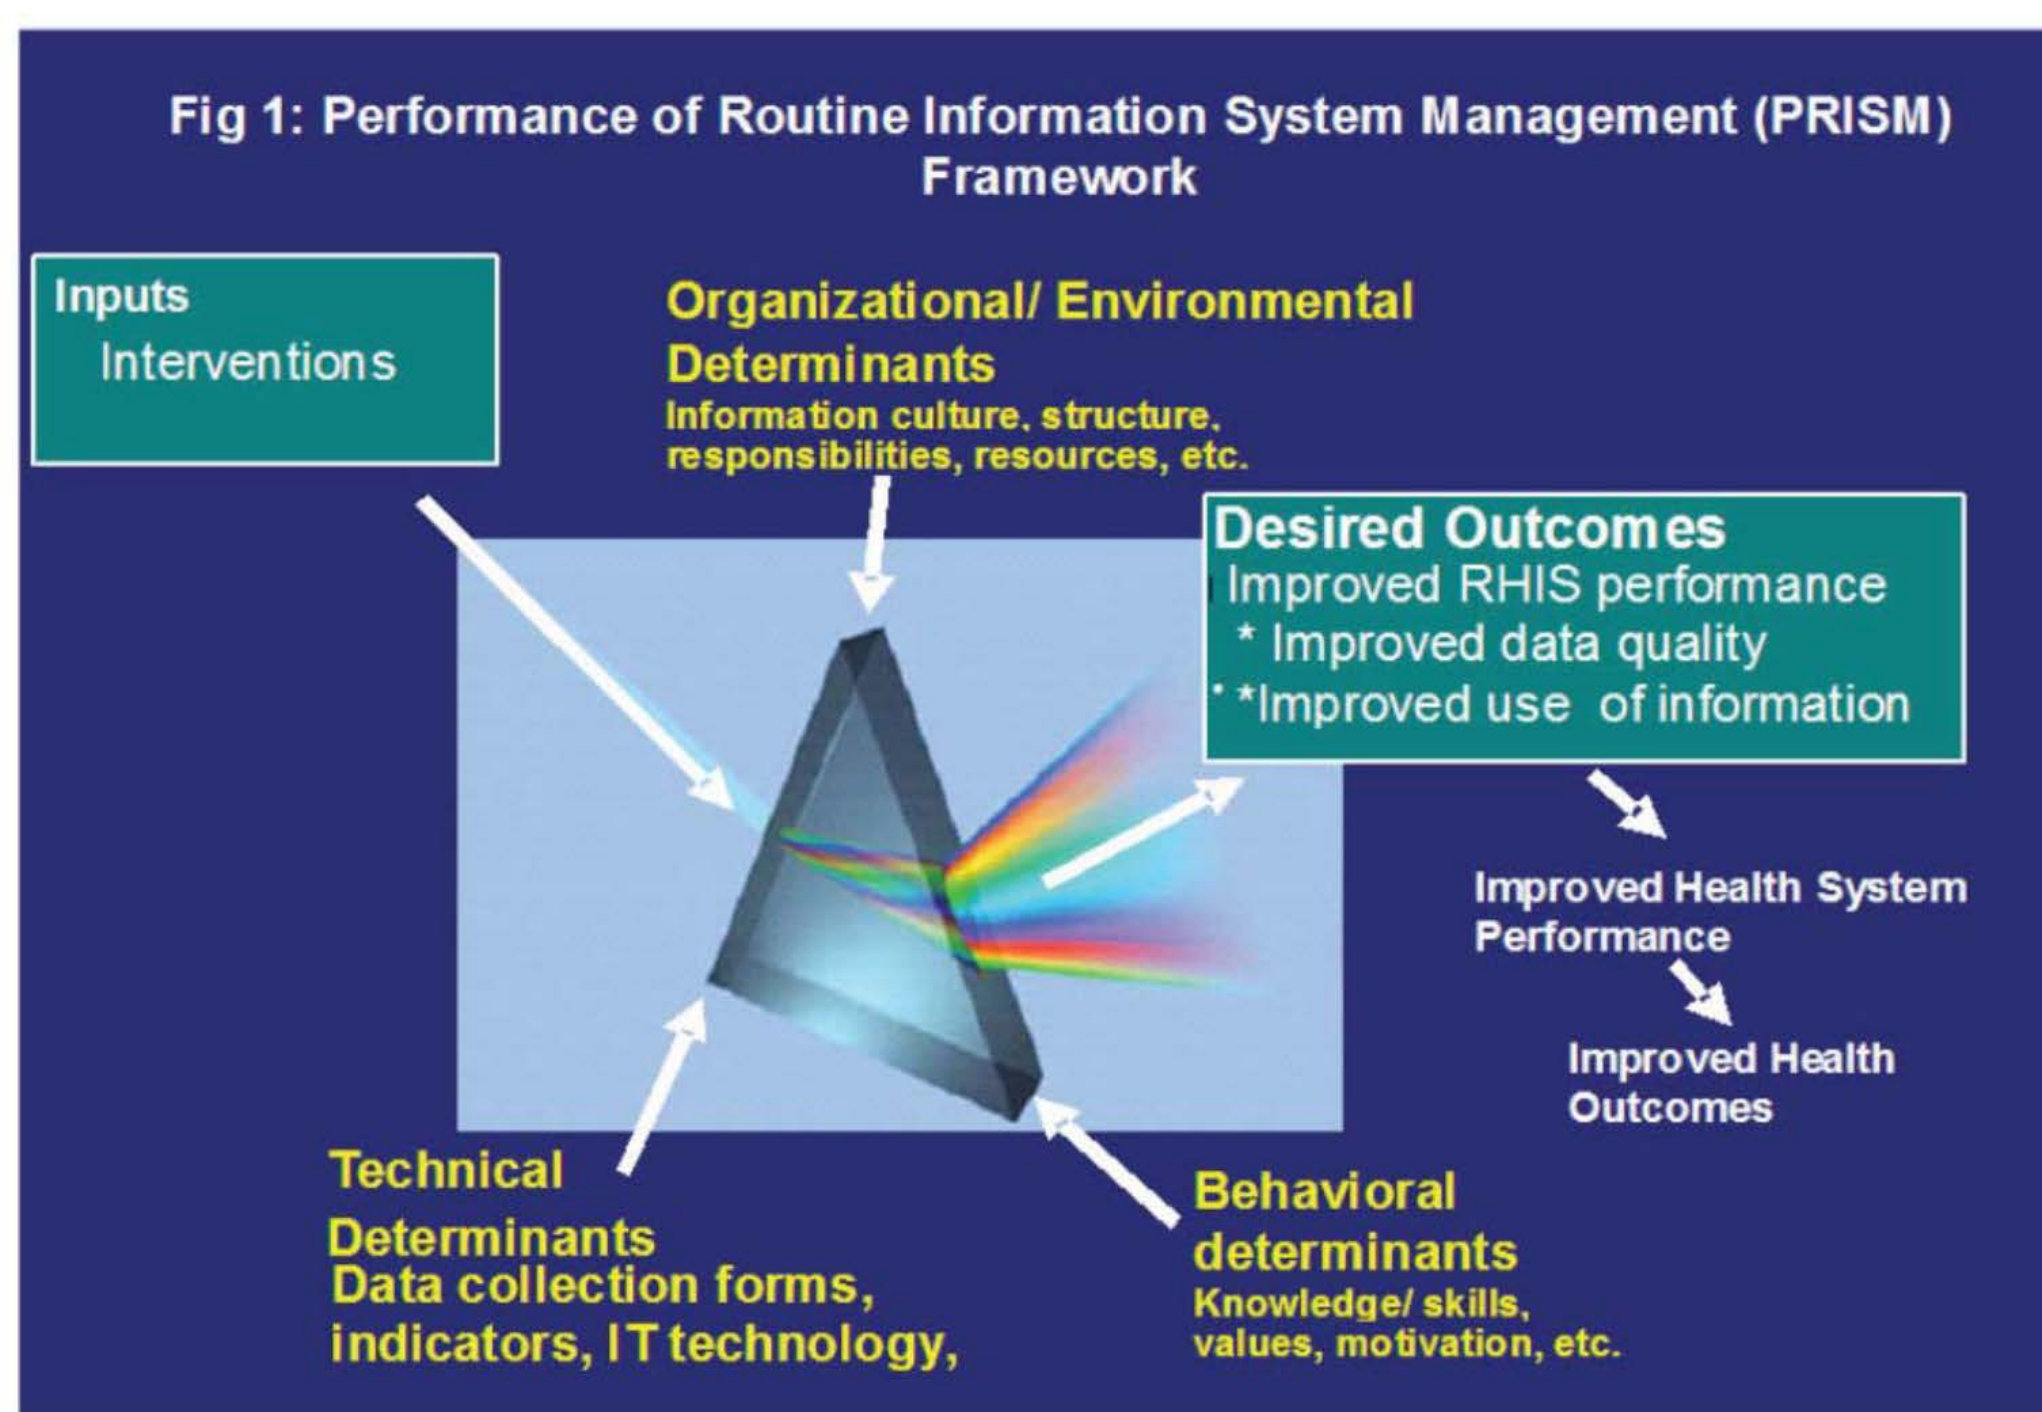 Fig 1: Performance of Routine Information System Management (PRISM)
Framework
Inputs
Interventions
Organizational/ Environmental
Determinants
Information culture, structure,
responsibilities, resources, etc.
Desired Outcomes
Improved RHIS performance
* Improved data quality
*Improved use of information
Improved Health System
Performance
Improved Health
Outcomes
Technical
Determinants
Data collection forms,
indicators, IT technology,
Behavioral
determinants
Knowledge/ skills,
values, motivation, etc.